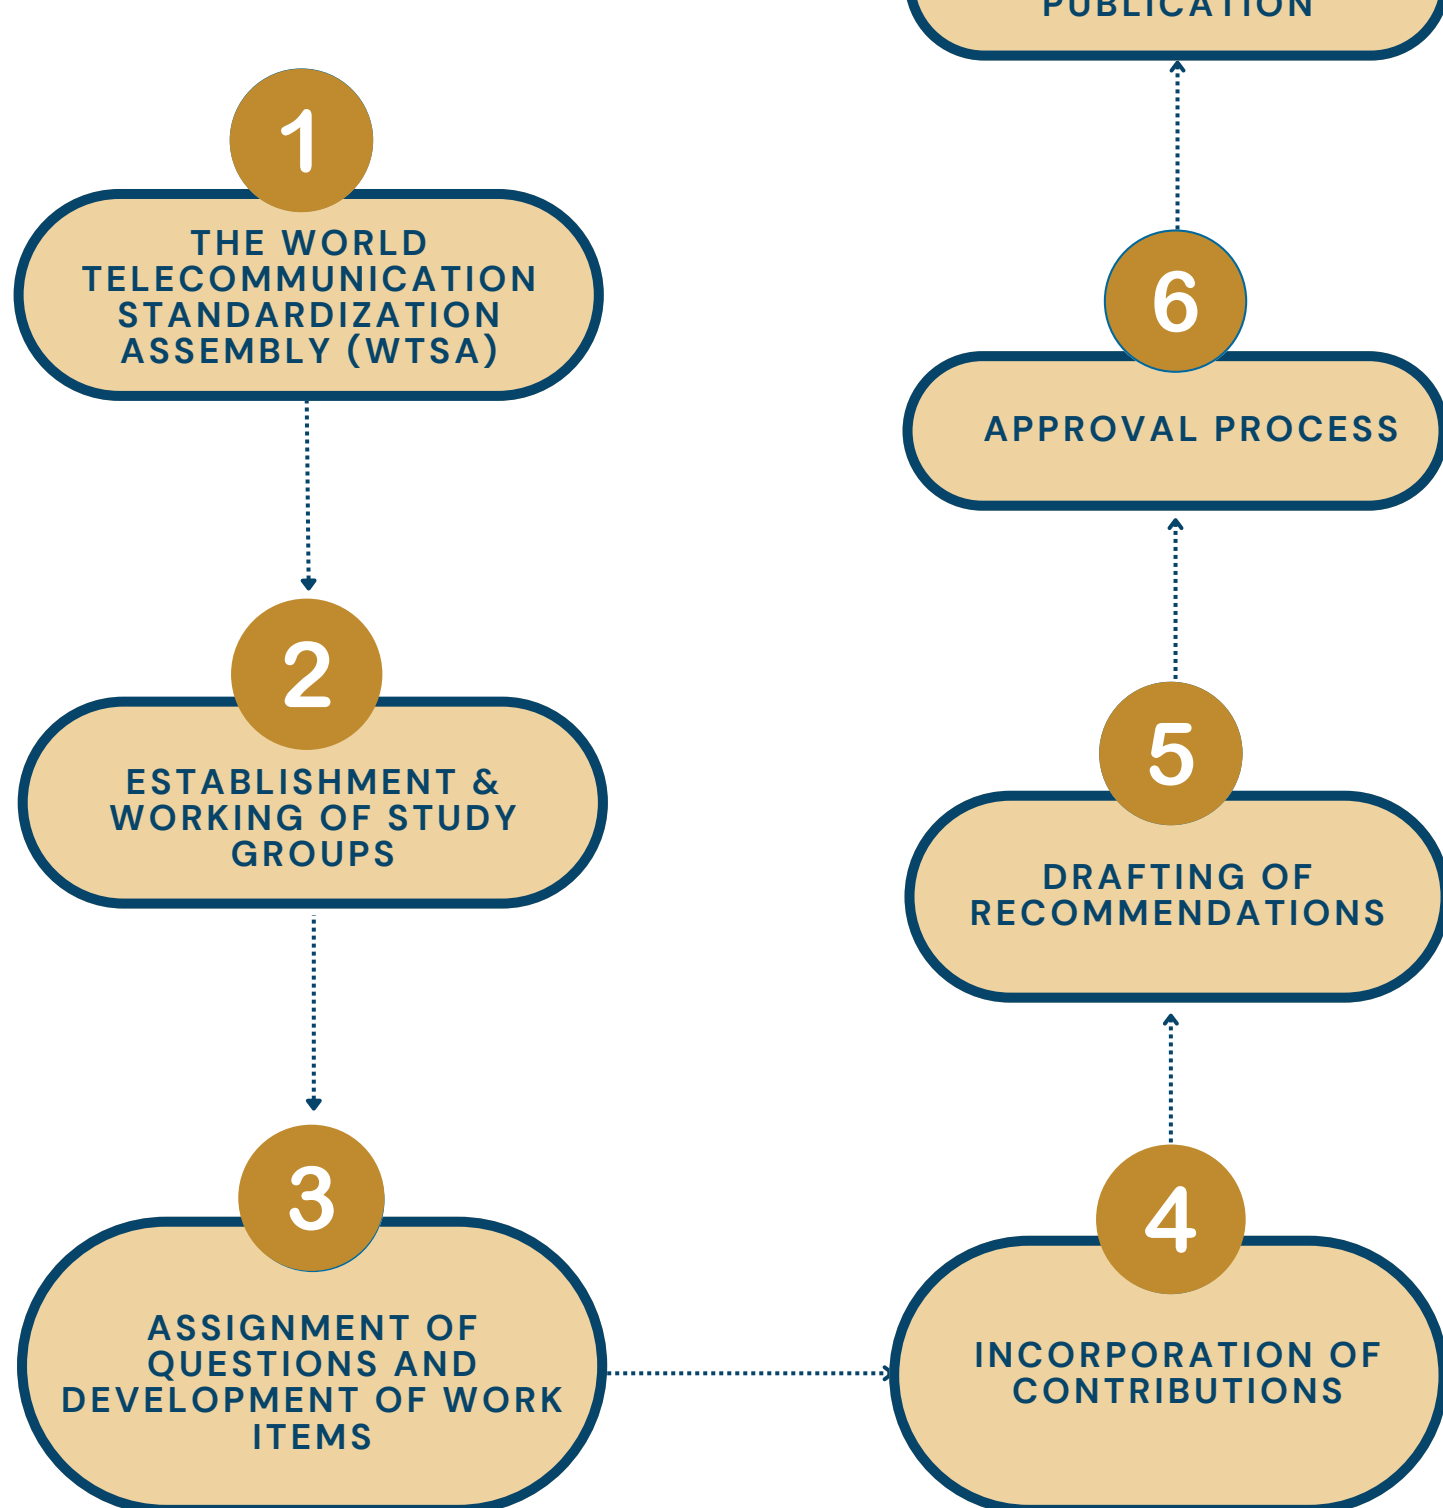 1
THE WORLD
TELECOMMUNICATION
STANDARDIZATION
ASSEMBLY (WTSA)
2
ESTABLISHMENT &
WORKING OF STUDY
GROUPS
3
ASSIGNMENT OF
QUESTIONS AND
DEVELOPMENT OF WORK
ITEMS
4
INCORPORATION OF
CONTRIBUTIONS
5
DRAFTING OF
RECOMMENDATIONS
6
APPROVAL PROCESS
PUBLICATION